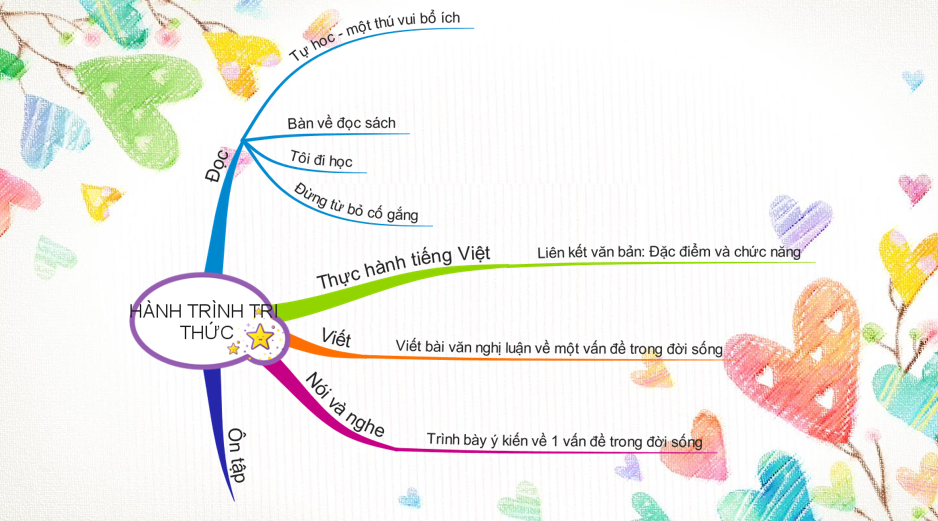 Tự hoc - một thú vui bổ ích
Bàn về đọc sách
Tôi đi học
Đừng từ bỏ cố gắng
Đọc
Thực hành tiếng Việt
Liên kết văn bản: Đặc điểm và chức năng
HÀNH TRÌNH TRI
THỨC
Viết
Viết bài văn nghị luận về một vấn đề trong đời sống
Nói và nghe
Trình bày ý kiến về 1 vấn đề trong đời sống
Ôn tập